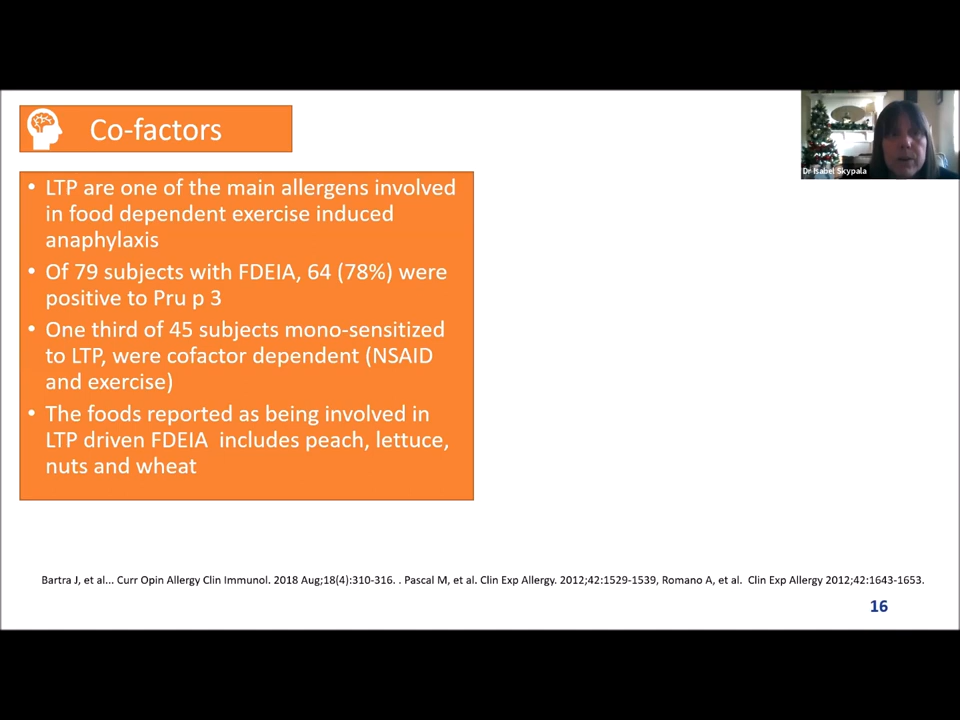 Co-factors
Dr Isabel Skypala
• LTP are one of the main allergens involved
in food dependent exercise induced
anaphylaxis
• Of 79 subjects with FDEIA, 64 (78%) were
positive to Pru p 3
• One third of 45 subjects mono-sensitized
to LTP, were cofactor dependent (NSAID
and exercise)
• The foods reported as being involved in
LTP driven FDEIA  includes peach, lettuce,
nuts and wheat
Bartra J, et al... Curr Opin Allergy Clin Immunol. 2018 Aug;18(4):310-316. . Pascal M, et al. Clin Exp Allergy. 2012;42:1529-1539, Romano A, et al.  Clin Exp Allergy 2012;42:1643-1653.
16